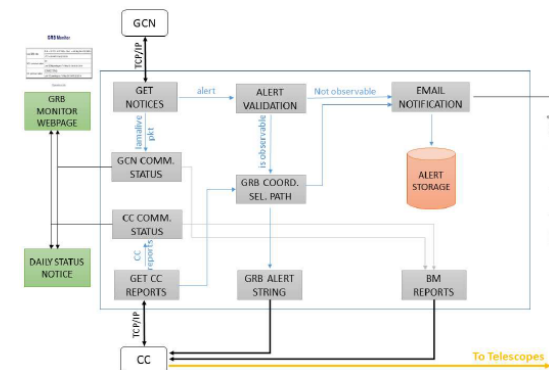 GCN
GRB Monitor
TCP/IP
GET
NOTICES
alert
ALERT
VALIDATION
Not observable
EMAIL
NOTIFICATION
GRB
MONITOR
WEBPAGE
Iamalive
pkt
is observable
GCN COMM.
STATUS
ALERT
STORAGE
GRB COORD.
SEL. PATH
CC COMM.
STATUS
CC
reports
DAILY STATUS
NOTICE
GET CC
REPORTS
GRB ALERT
STRING
BM
REPORTS
TCP/IP
CC
To Telescopes